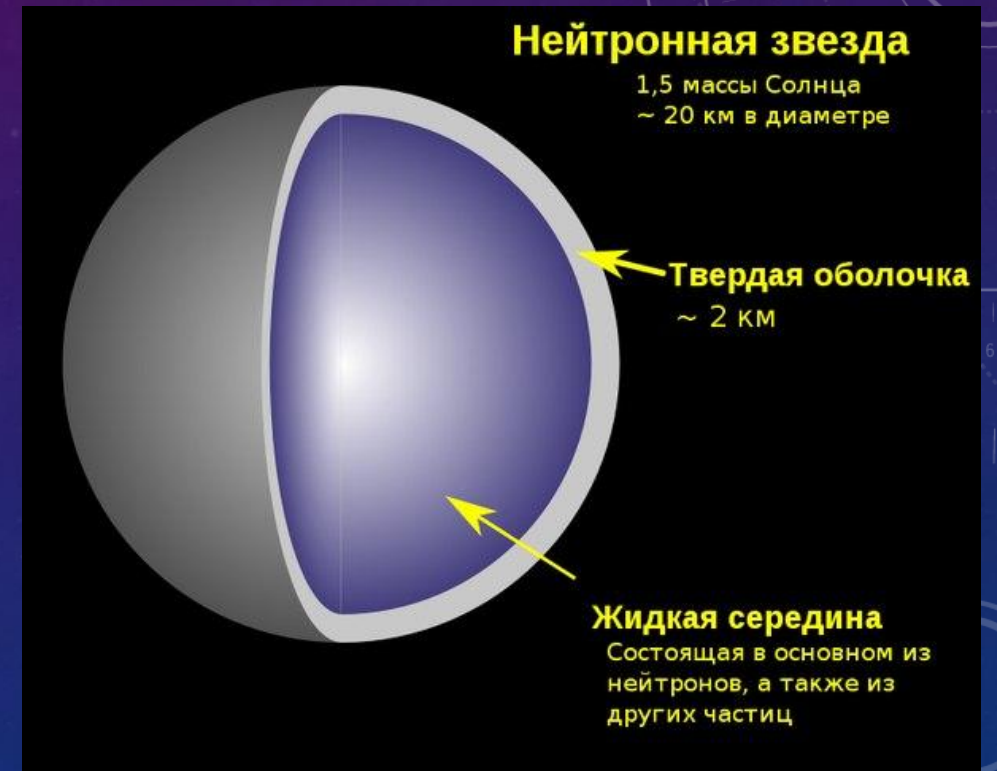 Нейтронная звезда
1,5 массы Солнца
~ 20 км в диаметре
Твердая оболочка
~ 2 км
Жидкая середина
Состоящая в основном из
нейтронов, а также из
других частиц
6